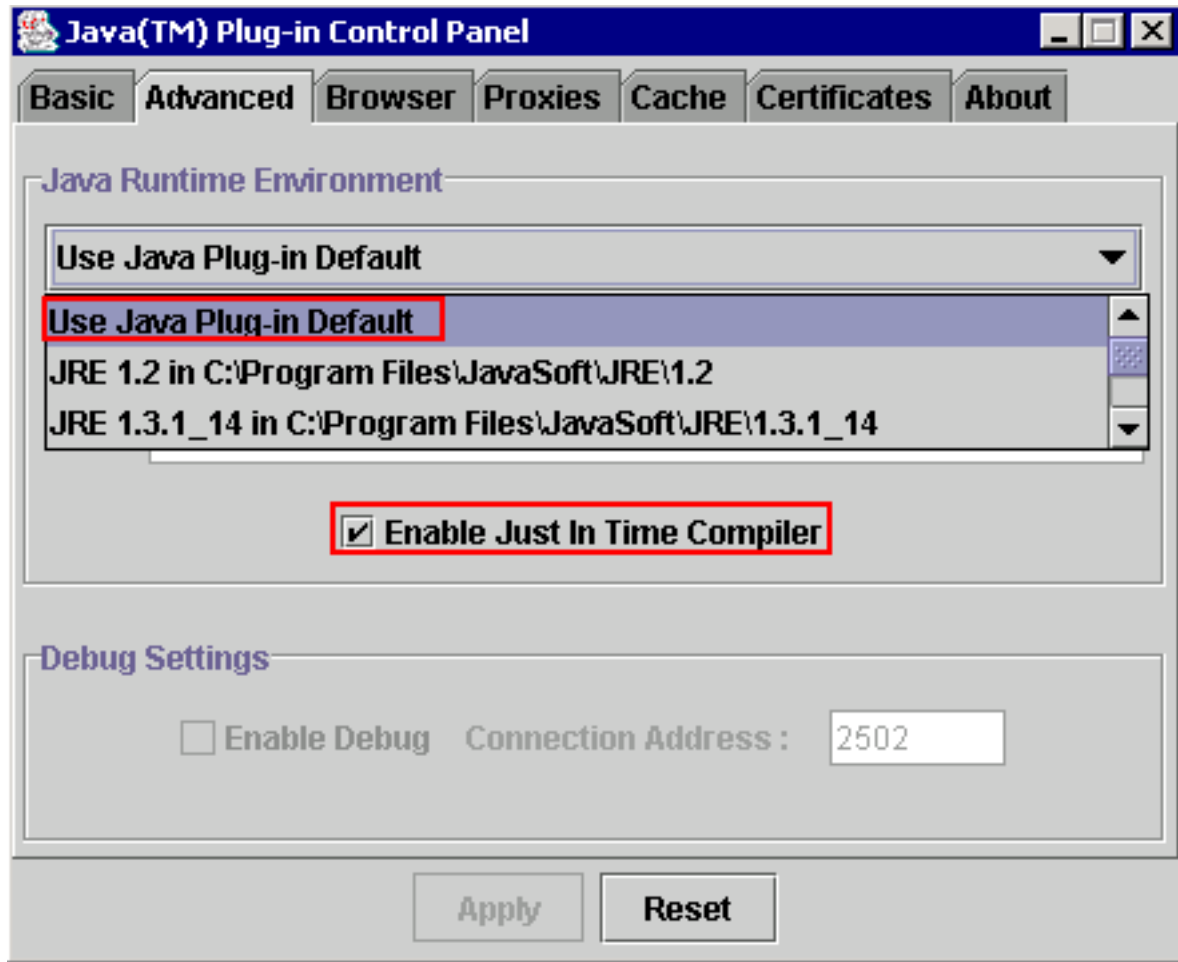 Java(TM) Plug-in Control Panel
Basic Advanced Browser Proxies Cache Certificates About
Java Runtime Environment
Use Java Plug-in Default
Use Java Plug-in Default
JRE 1.2 in C:\Program Files\JavaSoft\JRE\1.2
JRE 1.3.1_14 in C:\Program Files\JavaSoft\JRE\1.3.1_14
Enable Just In Time Compiler
Debug Settings
Enable Debug Connection Address : 2502
Apply Reset